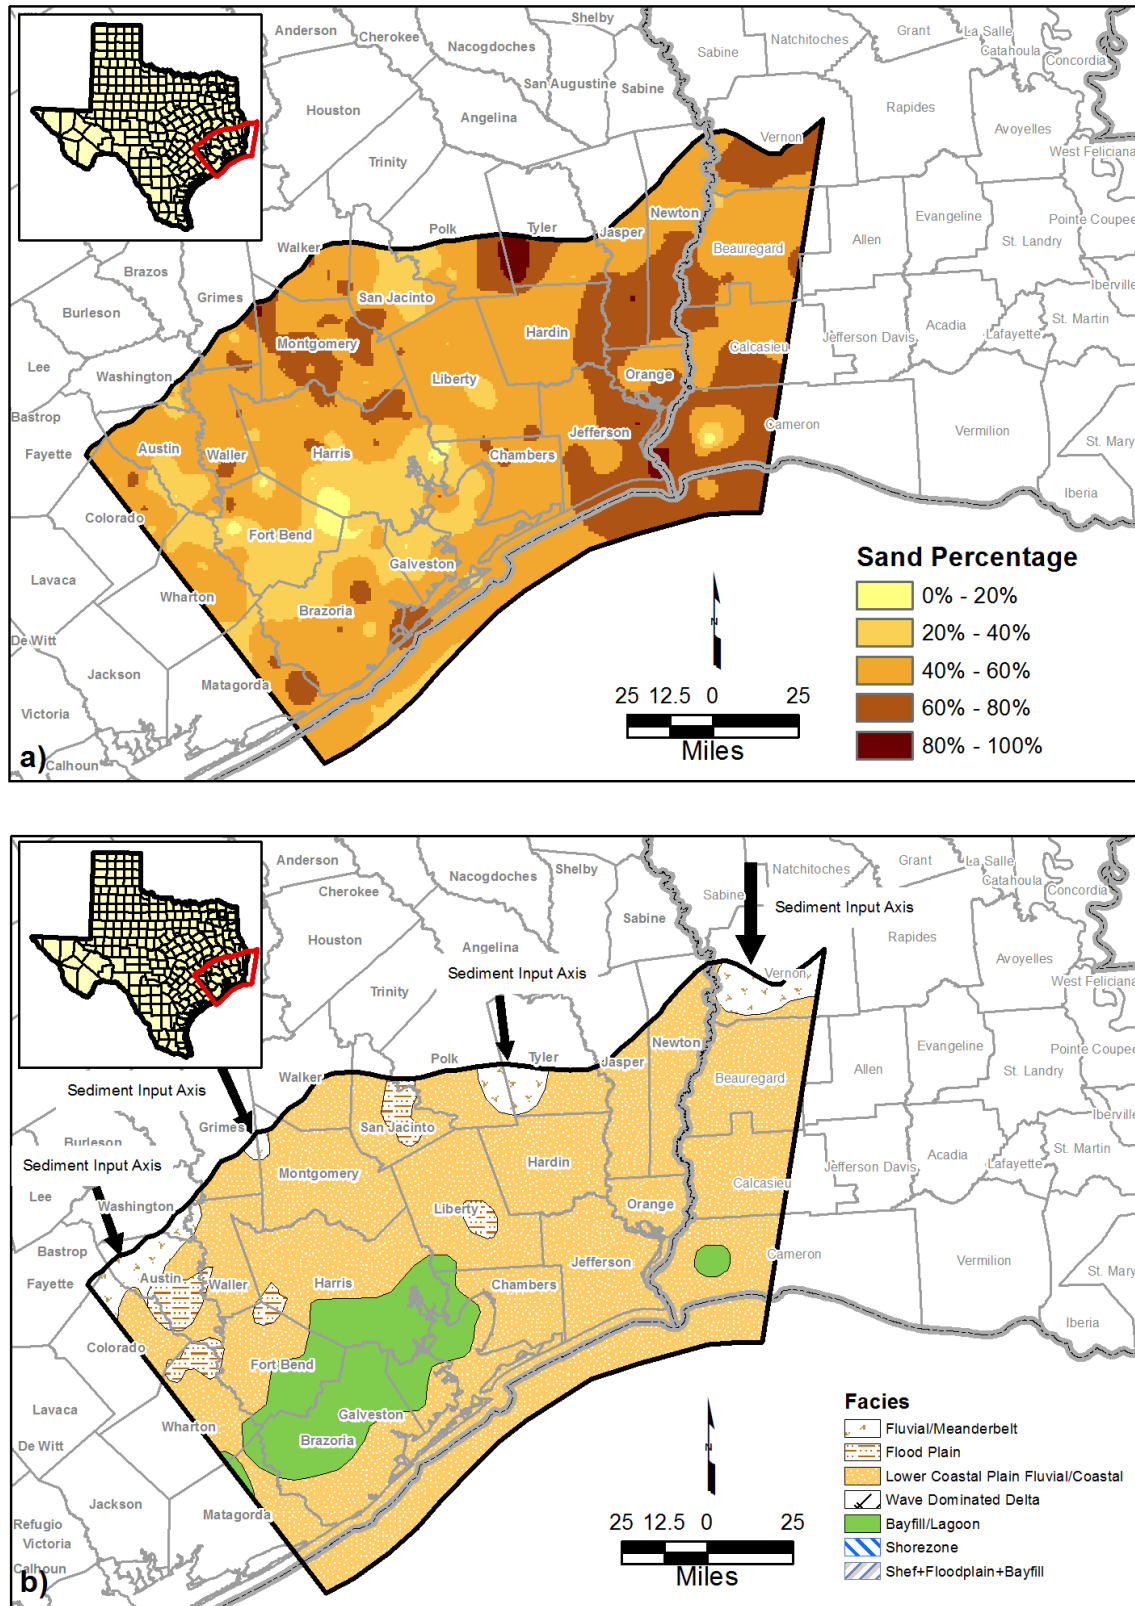 Shelby
Anderson
Cherokee
Nacogdoches
Sabine
Natchitoches
Grant
La Salle
Catahoula
Concordia
San Augustine
Sabine
Houston
Angelina
Rapides
Avoyelles
Trinity
Vernon
West Feliciana
Polk
Tyler
Newton
Jasper
Walker
Evangeline
Pointe Coupee
Beauregard
Allen
St. Landry
Brazos
Grimes
San Jacinto
Iberville
Burleson
Hardin
Montgomery
Calcasieu
Jefferson Davis
Acadia
Lafayette
St. Martin
Lee
Washington
Liberty
Orange
Bastrop
Fayette
Austin
Waller
Harris
Chambers
Jefferson
Cameron
Vermilion
St. Mary
Iberia
Colorado
Fort Bend
Galveston
Lavaca
Wharton
Brazoria
De Witt
Jackson
Matagorda
Victoria
Calhoun
a)
N
25 12.5 0 25
Miles
Sand Percentage
0% - 20%
20% - 40%
40% - 60%
60% - 80%
80% - 100%
Anderson
Cherokee
Nacogdoches
Shelby
Sabine
Natchitoches
Grant
La Salle
Catahoula
Concordia
Sediment Input Axis
Sabine
Houston
Angelina
Rapides
Avoyelles
Sediment Input Axis
Trinity
Vernon
West Feliciana
Newton
Polk
Tyler
Jasper
Walker
Evangeline
Pointe Coupee
Sediment Input Axis
Beauregard
Allen
St. Landry
Burleson
Grimes
San Jacinto
Iberville
Sediment Input Axis
Hardin
Montgomery
Calcasieu
Jefferson Davis
Acadia
Lafayette
St. Martin
Lee
Washington
Liberty
Orange
Bastrop
Fayette
Austin
Waller
Harris
Chambers
Jefferson
Cameron
Vermilion
St. Mary
Iberia
Colorado
Fort Bend
Galveston
Lavaca
Wharton
Brazoria
De Witt
Jackson
Matagorda
Refugio
Victoria
Calhoun
b)
N
25 12.5 0 25
Miles
Facies
Fluvial/Meanderbelt
Flood Plain
Lower Coastal Plain Fluvial/Coastal
Wave Dominated Delta
Bayfill/Lagoon
Shorezone
Shef+Floodplain+Bayfill